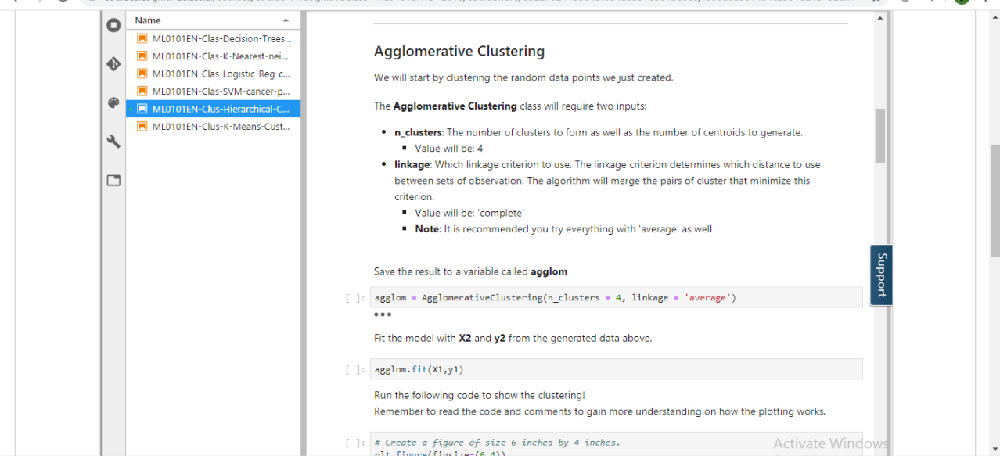 Name
ML0101EN-Clas-Decision-Trees...
ML0101EN-Clas-K-Nearest-nei...
ML0101EN-Clas-Logistic-Reg-c...
ML0101EN-Clas-SVM-cancer-p...
ML0101EN-Clus-Hierarchical-C...
ML0101EN-Clus-K-Means-Cust...
Agglomerative Clustering
We will start by clustering the random data points we just created.
The Agglomerative Clustering class will require two inputs:
• n_clusters: The number of clusters to form as well as the number of centroids to generate.
▪ Value will be: 4
• linkage: Which linkage criterion to use. The linkage criterion determines which distance to use
between sets of observation. The algorithm will merge the pairs of cluster that minimize this
criterion.
▪ Value will be: 'complete'
▪ Note: It is recommended you try everything with 'average' as well
Save the result to a variable called agglom
[ ]: agglom = AgglomerativeClustering(n_clusters = 4, linkage = 'average')
•••
Fit the model with X2 and y2 from the generated data above.
[ ]: agglom.fit(X1,y1)
Run the following code to show the clustering!
Remember to read the code and comments to gain more understanding on how the plotting works.
[ ]: # Create a figure of size 6 inches by 4 inches.
plt.figure(figsize=(6,4))
Support
Activate Windows